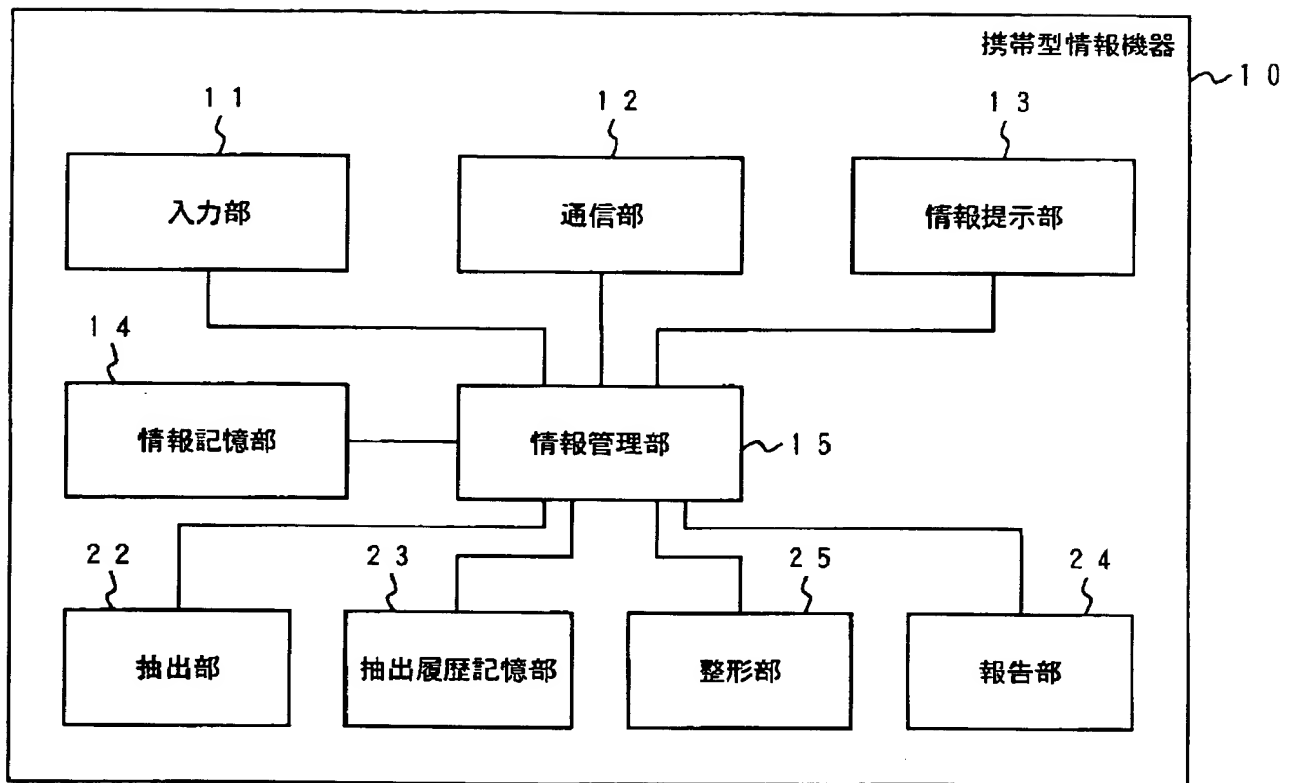 携帯型情報機器
10
11
12
13
入力部
通信部
情報提示部
14
情報記憶部
情報管理部
15
22
23
25
24
抽出部
抽出履歴記憶部
整形部
報告部